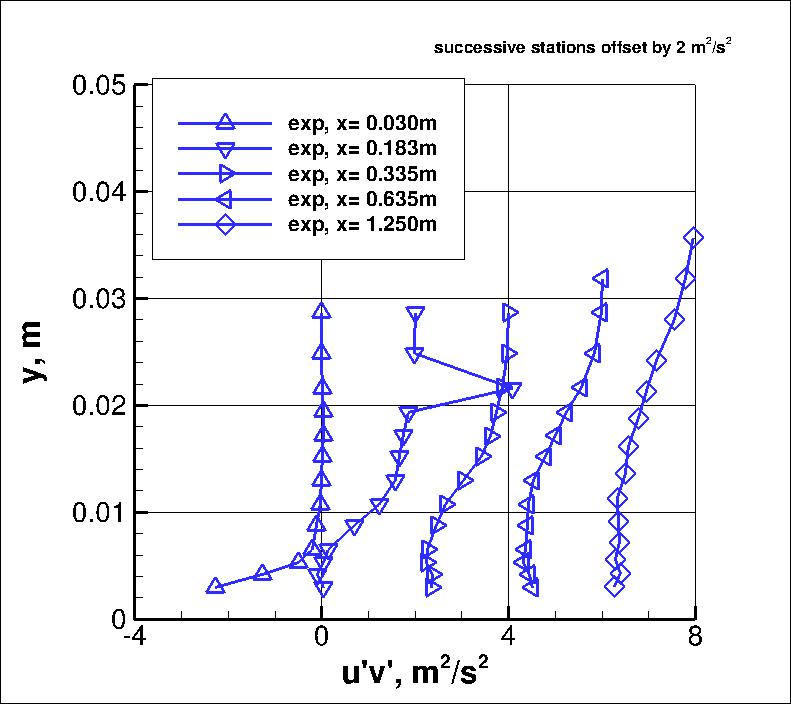 successive stations offset by 2 m²/s²
0.05
0.04
0.03
0.02
0.01
0
y, m
exp, x= 0.030m
exp, x= 0.183m
exp, x= 0.335m
exp, x= 0.635m
exp, x= 1.250m
-4 0 4 8
u'v', m²/s²